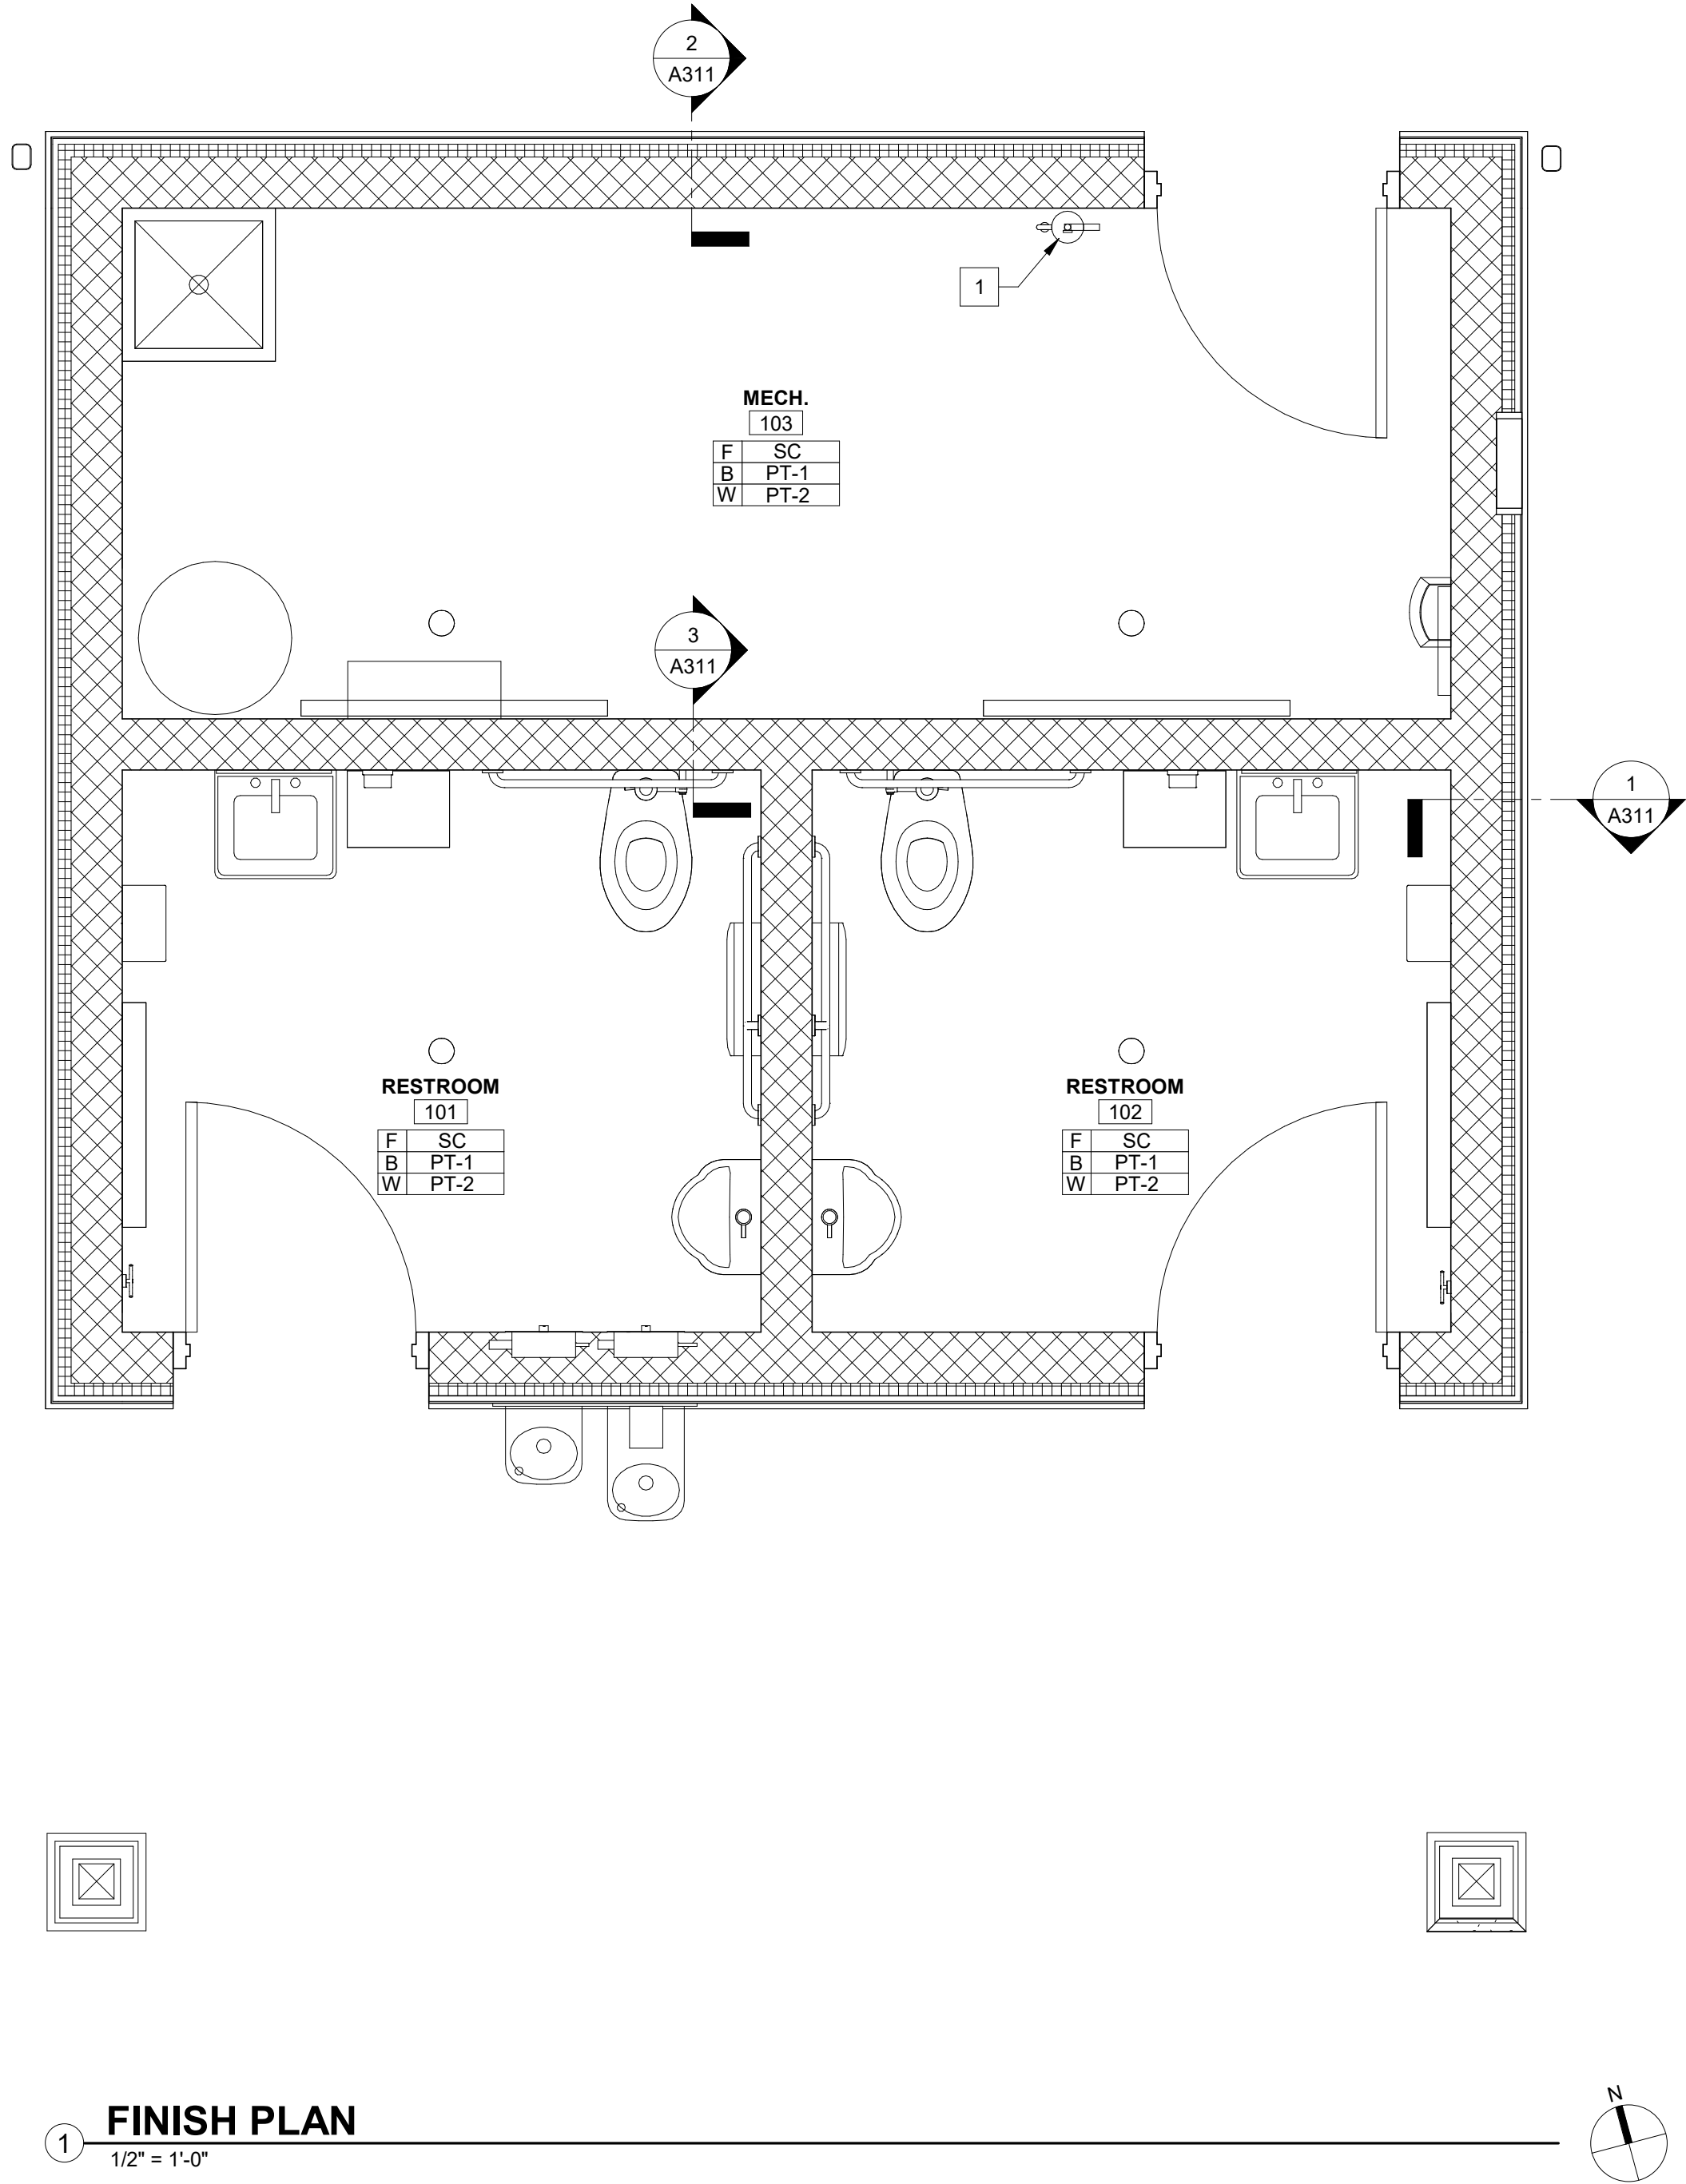 2
A311
1
MECH.
103
F SC
B PT-1
W PT-2
3
A311
1
A311
RESTROOM
101
F SC
B PT-1
W PT-2
RESTROOM
102
F SC
B PT-1
W PT-2
N
1 FINISH PLAN
1/2" = 1'-0"